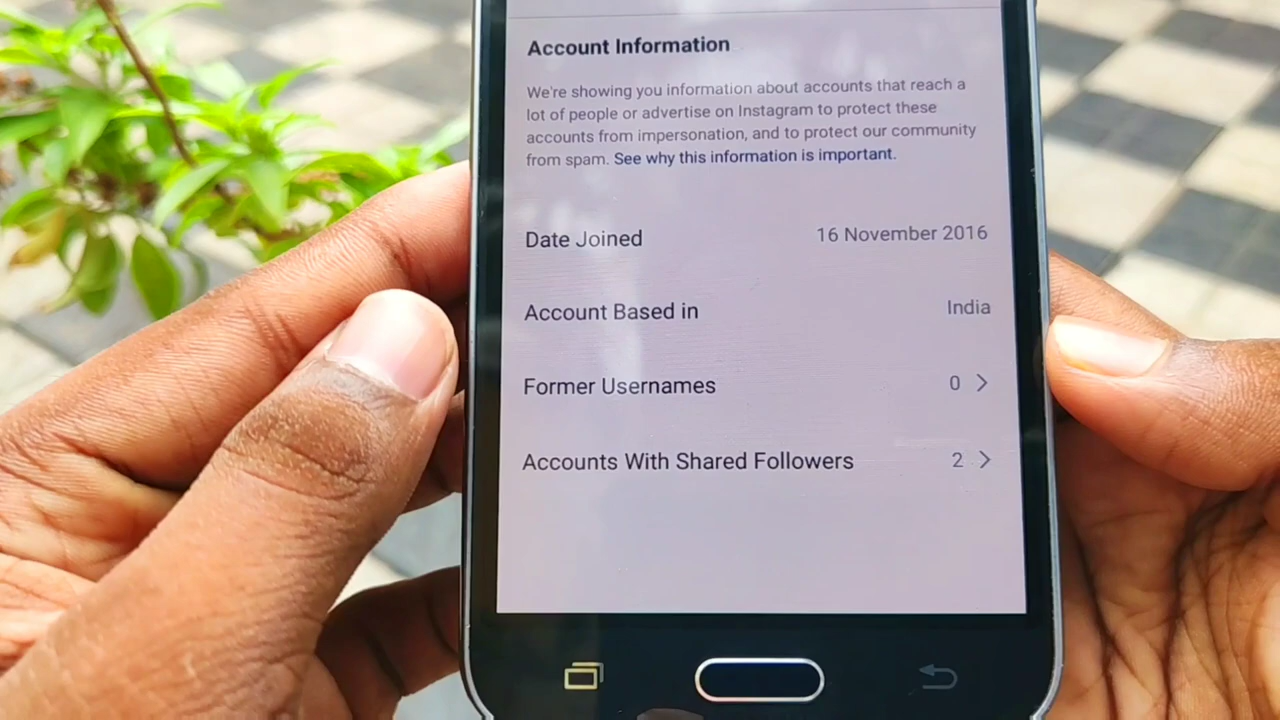 Account Information
We're showing you information about accounts that reach a
lot of people or advertise on Instagram to protect these
accounts from impersonation, and to protect our community
from spam. See why this information is important.
Date Joined 16 November 2016
Account Based in India
Former Usernames 0
Accounts With Shared Followers 2